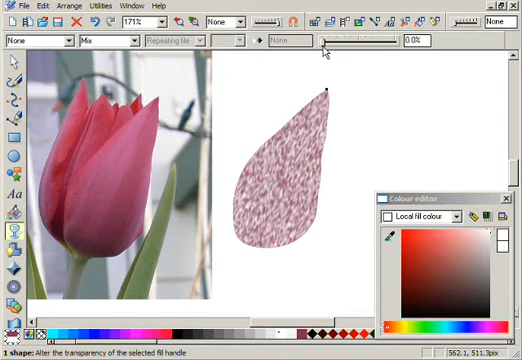 File Edit Arrange Utilities Window Help
171% None None
None Mix Repeating tile None 0.0%
Aa
Colour editor
Local fill colour
1 shape: Alter the transparency of the selected fill handle 562.1, 511.3pix